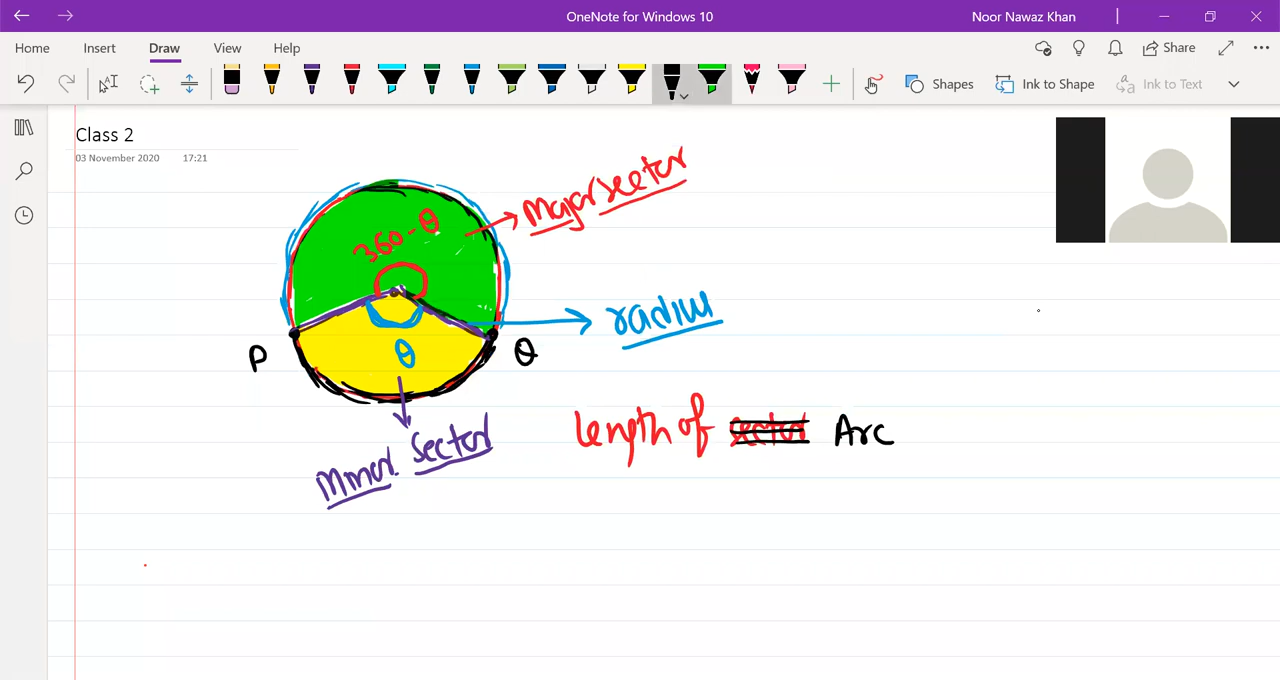 OneNote for Windows 10
Noor Nawaz Khan
Home Insert Draw View Help
Share
Shapes
Ink to Shape
Ink to Text
Class 2
03 November 2020 17:21
Major sector
360 - θ
radius
θ
P
Q
Minor Sector
Length of sector Arc